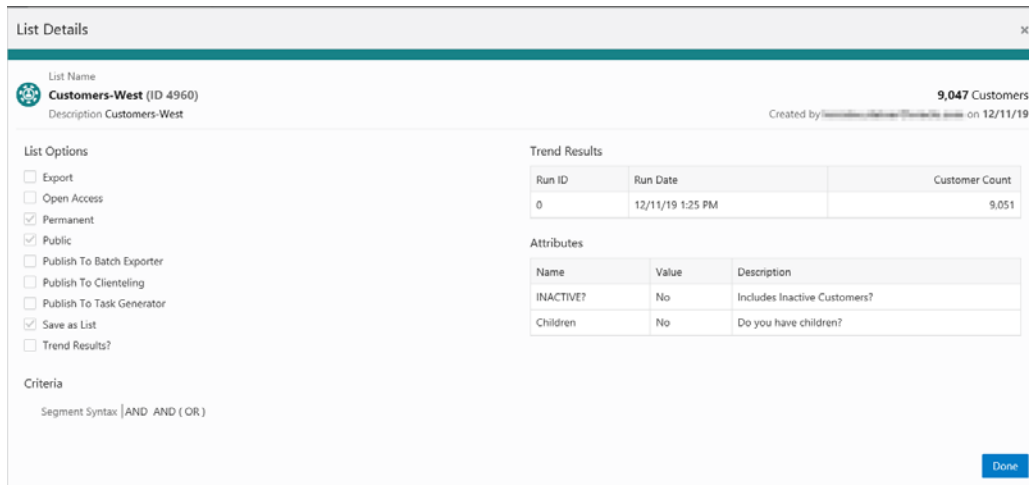 List Details
×
List Name
Customers-West (ID 4960)
9,047 Customers
Description Customers-West
Created by on 12/11/19
List Options
Export
Open Access
Permanent
Public
Publish To Batch Exporter
Publish To Clienteling
Publish To Task Generator
Save as List
Trend Results?
Criteria
Segment Syntax AND AND ( OR )
Trend Results
Run ID Run Date Customer Count
0 12/11/19 1:25 PM 9,051
Attributes
Name Value Description
INACTIVE? No Includes Inactive Customers?
Children No Do you have children?
Done